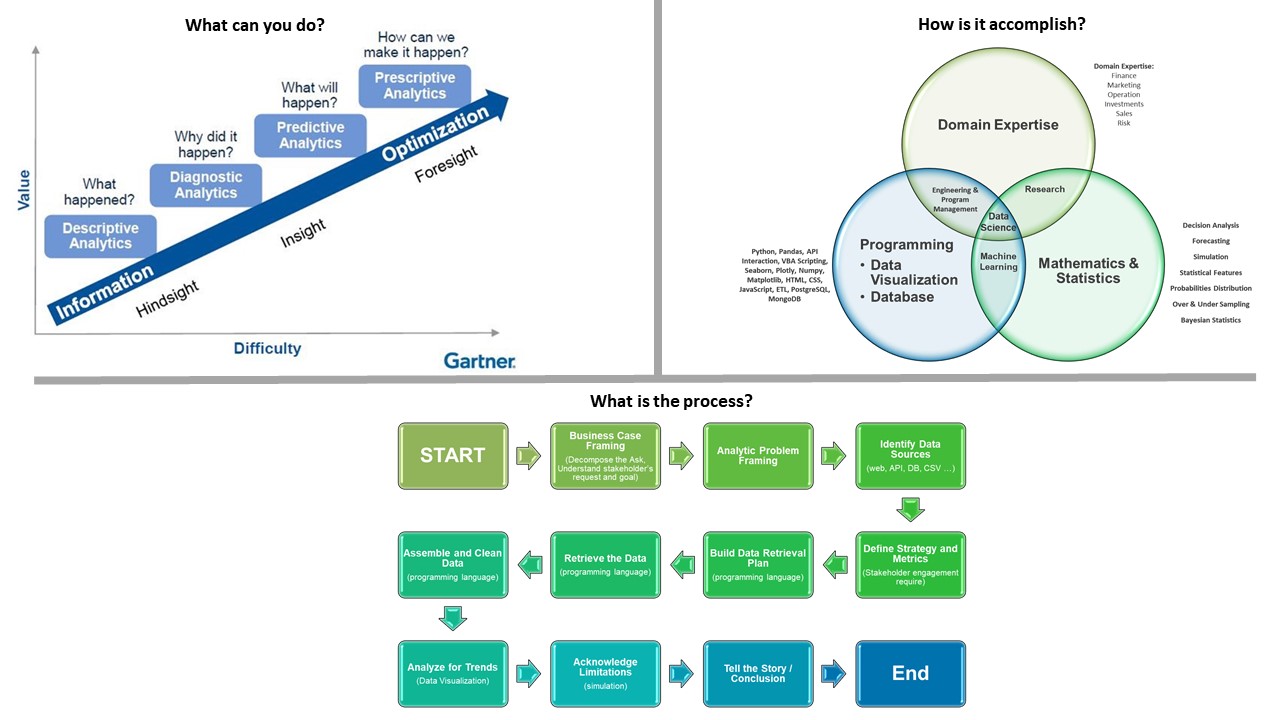 What can you do?
How can we
make it happen?
Prescriptive
Analytics
What will
happen?
Predictive
Analytics
Why did it
happen?
Diagnostic
Analytics
What
happened?
Descriptive
Analytics
Information
Optimization
Hindsight
Insight
Foresight
Value
Difficulty
Gartner.
How is it accomplish?
Domain Expertise:
Finance
Marketing
Operation
Investments
Sales
Risk
Domain Expertise
Engineering &
Program
Management
Research
Data
Science
Machine
Learning
Programming
• Data
Visualization
• Database
Mathematics &
Statistics
Python, Pandas, API
Interaction, VBA Scripting,
Seaborn, Plotly, Numpy,
Matplotlib, HTML, CSS,
JavaScript, ETL, PostgreSQL,
MongoDB
Decision Analysis
Forecasting
Simulation
Statistical Features
Probabilities Distribution
Over & Under Sampling
Bayesian Statistics
What is the process?
START
Business Case
Framing
(Decompose the Ask,
Understand stakeholder's
request and goal)
Analytic Problem
Framing
Identify Data
Sources
(web, API, DB, CSV …)
Define Strategy and
Metrics
(Stakeholder engagement
require)
Build Data Retrieval
Plan
(programming language)
Retrieve the Data
(programming language)
Assemble and Clean
Data
(programming language)
Analyze for Trends
(Data Visualization)
Acknowledge
Limitations
(simulation)
Tell the Story /
Conclusion
End